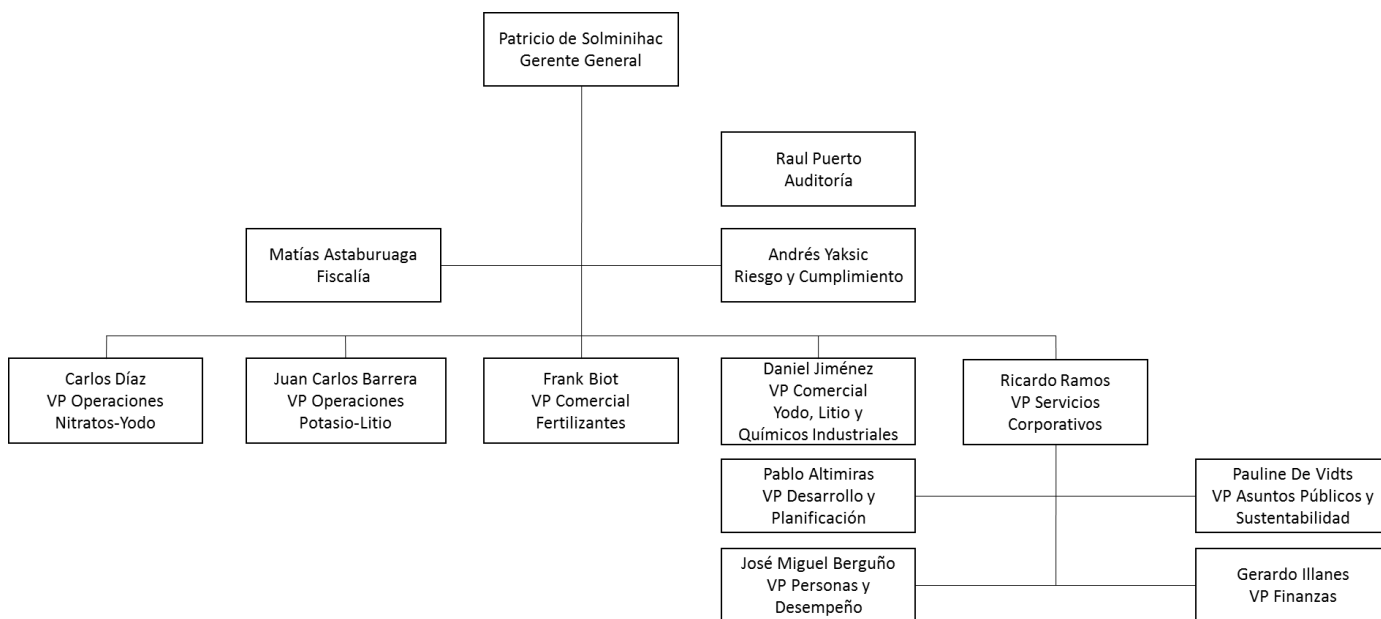 Patricio de Solminihac
Gerente General
Raul Puerto
Auditoría
Matías Astaburuaga
Fiscalía
Andrés Yaksic
Riesgo y Cumplimiento
Carlos Díaz
VP Operaciones
Nitratos-Yodo
Juan Carlos Barrera
VP Operaciones
Potasio-Litio
Frank Biot
VP Comercial
Fertilizantes
Daniel Jiménez
VP Comercial
Yodo, Litio y
Químicos Industriales
Ricardo Ramos
VP Servicios
Corporativos
Pablo Altimiras
VP Desarrollo y
Planificación
Pauline De Vidts
VP Asuntos Públicos y
Sustentabilidad
José Miguel Berguño
VP Personas y
Desempeño
Gerardo Illanes
VP Finanzas